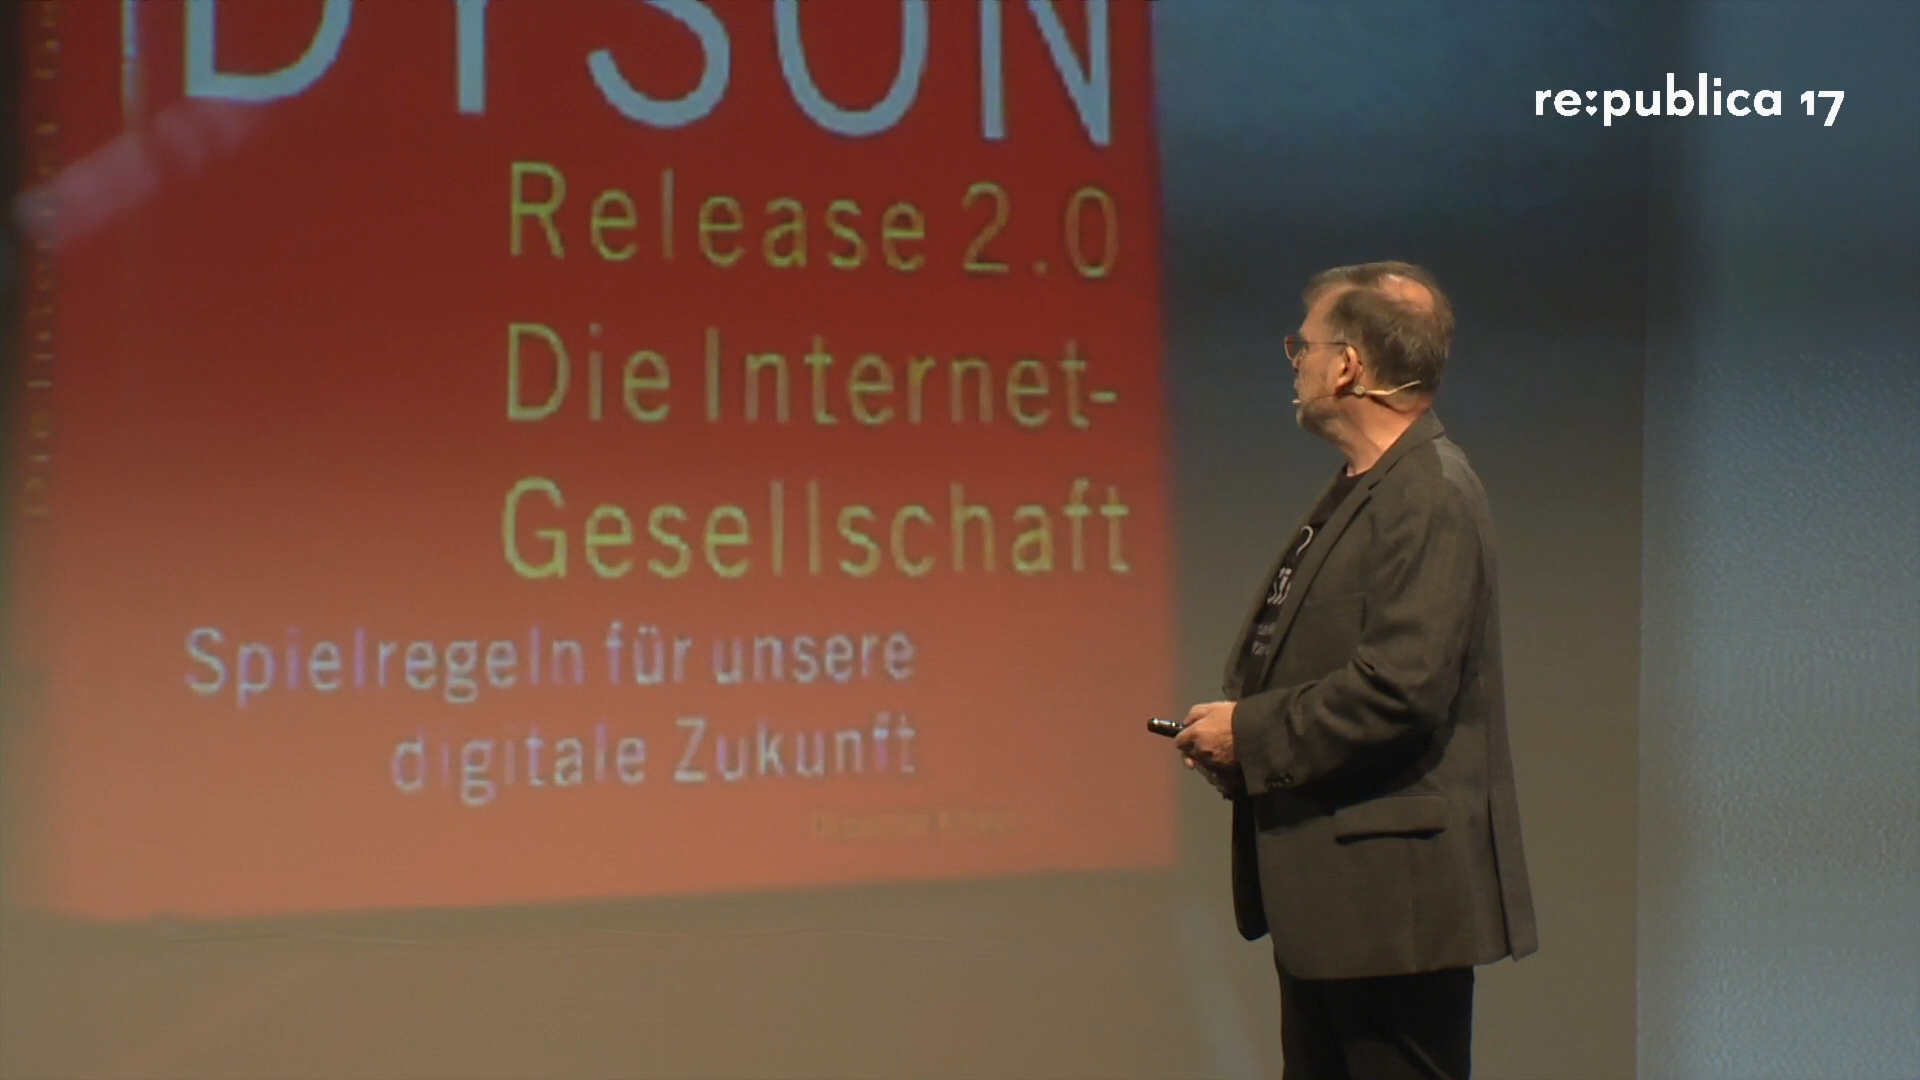 DYSON
re:publica 17
Release 2.0
Die Internet-
Gesellschaft
Spielregeln für unsere
digitale Zukunft